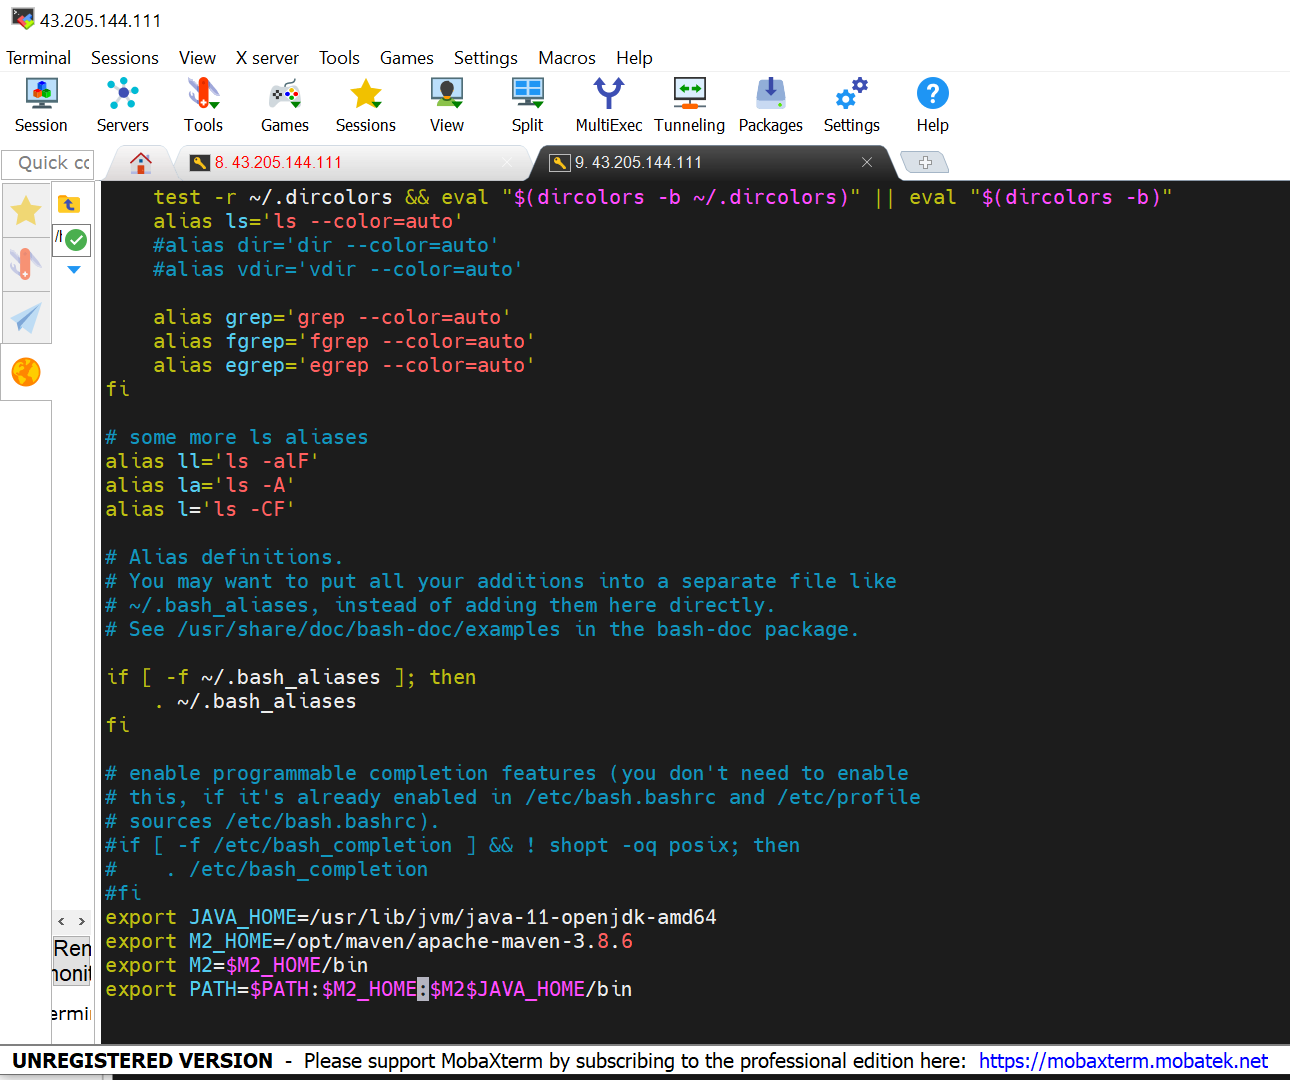 43.205.144.111
Terminal Sessions View X server Tools Games Settings Macros Help
Session Servers Tools Games Sessions View Split MultiExec Tunneling Packages Settings Help
Quick cc
8. 43.205.144.111
9. 43.205.144.111
test -r ~/.dircolors && eval "$(dircolors -b ~/.dircolors)" || eval "$(dircolors -b)"
alias ls='ls --color=auto'
#alias dir='dir --color=auto'
#alias vdir='vdir --color=auto'
alias grep='grep --color=auto'
alias fgrep='fgrep --color=auto'
alias egrep='egrep --color=auto'
fi
# some more ls aliases
alias ll='ls -alF'
alias la='ls -A'
alias l='ls -CF'
# Alias definitions.
# You may want to put all your additions into a separate file like
# ~/.bash_aliases, instead of adding them here directly.
# See /usr/share/doc/bash-doc/examples in the bash-doc package.
if [ -f ~/.bash_aliases ]; then
. ~/.bash_aliases
fi
# enable programmable completion features (you don't need to enable
# this, if it's already enabled in /etc/bash.bashrc and /etc/profile
# sources /etc/bash.bashrc).
#if [ -f /etc/bash_completion ] && ! shopt -oq posix; then
#    . /etc/bash_completion
#fi
export JAVA_HOME=/usr/lib/jvm/java-11-openjdk-amd64
export M2_HOME=/opt/maven/apache-maven-3.8.6
export M2=$M2_HOME/bin
export PATH=$PATH:$M2_HOME:$M2$JAVA_HOME/bin
Ren
nonit
ermi
UNREGISTERED VERSION - Please support MobaXterm by subscribing to the professional edition here: https://mobaxterm.mobatek.net